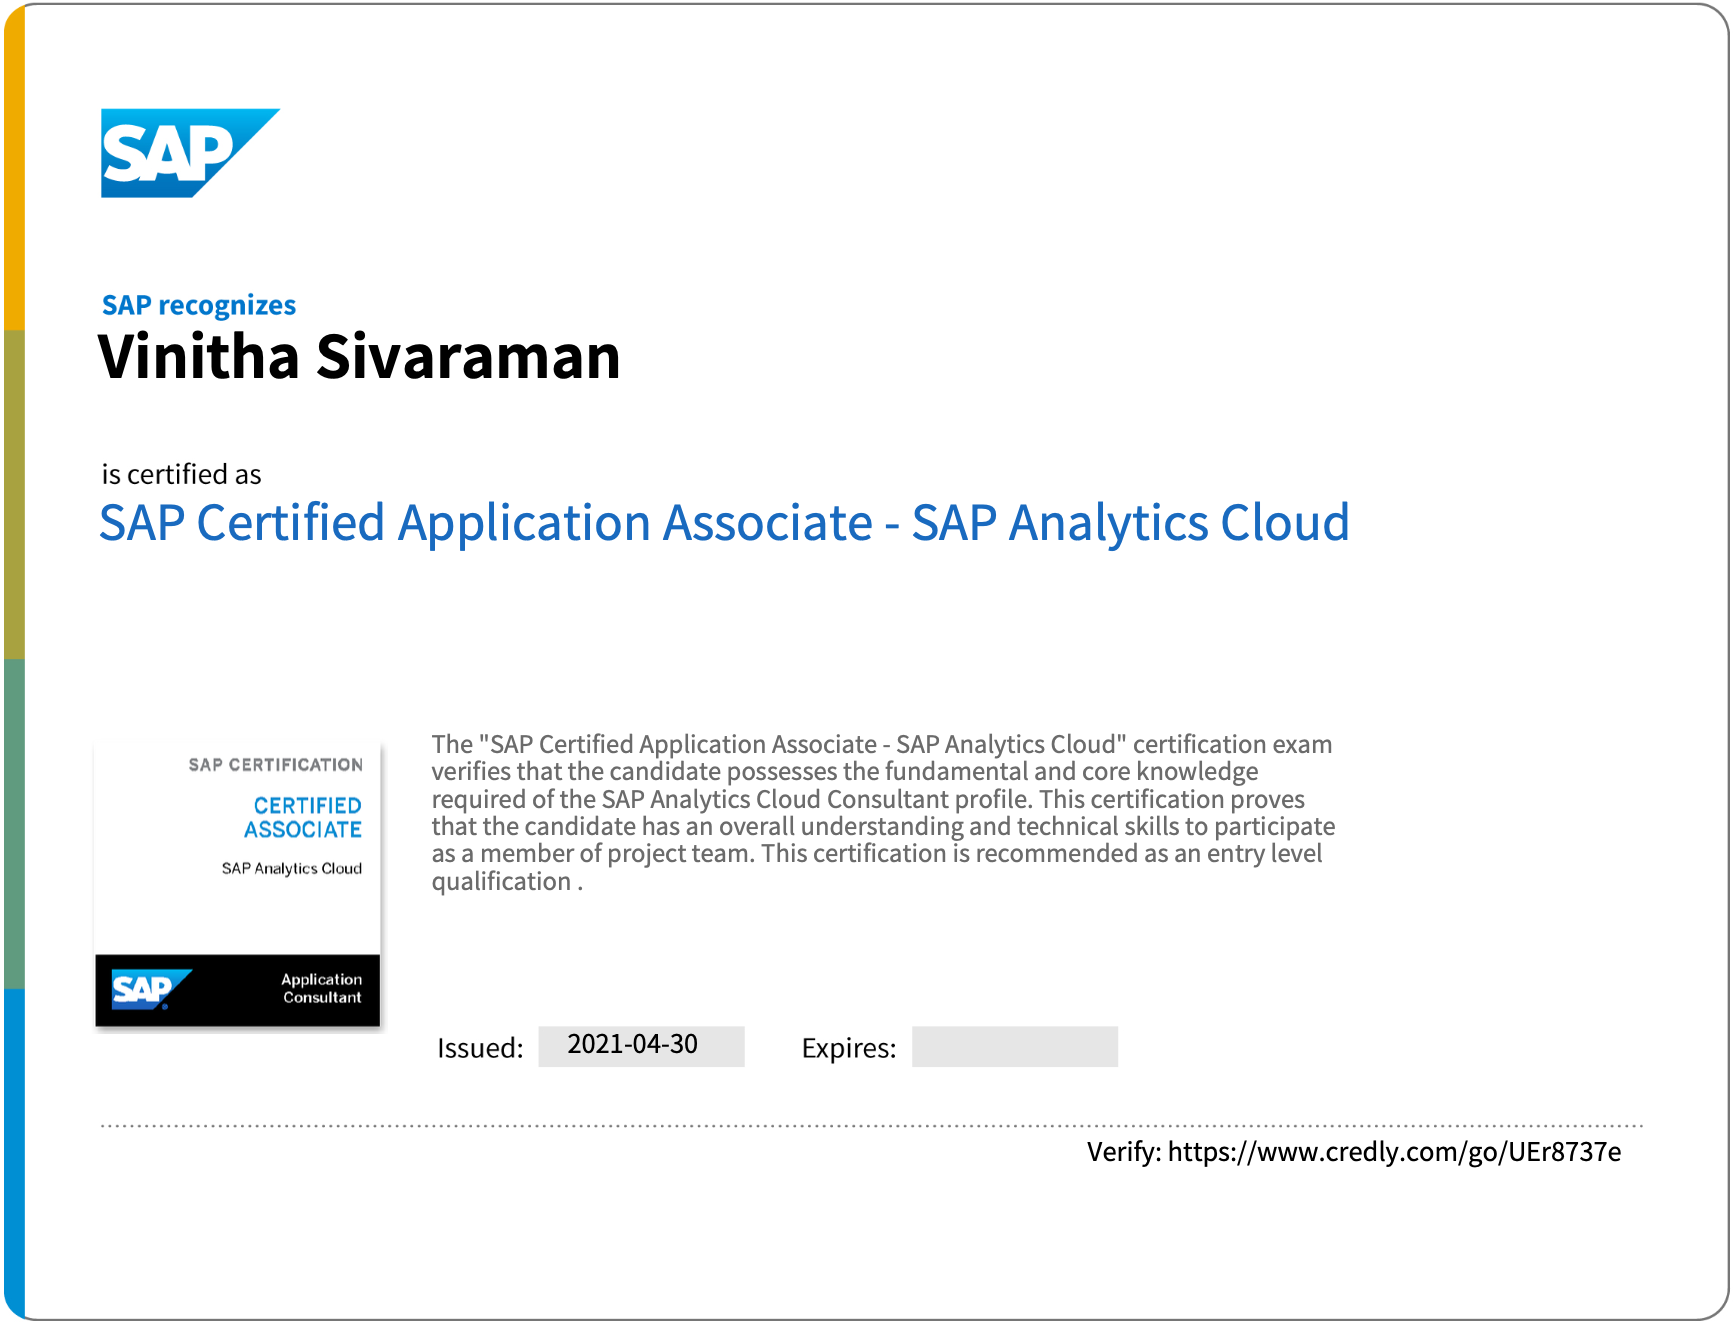 SAP
SAP recognizes
Vinitha Sivaraman
is certified as
SAP Certified Application Associate - SAP Analytics Cloud
SAP CERTIFICATION
CERTIFIED
ASSOCIATE
SAP Analytics Cloud
SAP
Application
Consultant
The "SAP Certified Application Associate - SAP Analytics Cloud" certification exam
verifies that the candidate possesses the fundamental and core knowledge
required of the SAP Analytics Cloud Consultant profile. This certification proves
that the candidate has an overall understanding and technical skills to participate
as a member of project team. This certification is recommended as an entry level
qualification .
Issued: 2021-04-30 Expires:
Verify: https://www.credly.com/go/UEr8737e